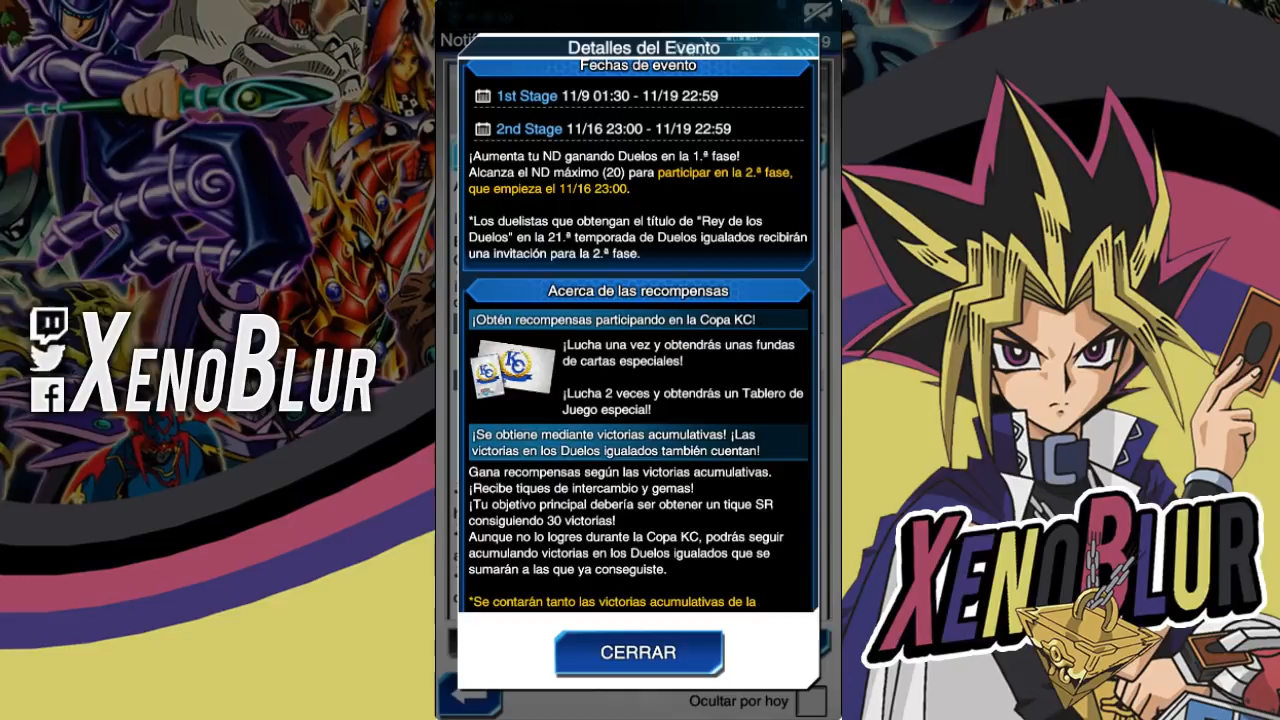 Noti
Detalles del Evento
9
Fechas de evento
1st Stage 11/9 01:30 - 11/19 22:59
2nd Stage 11/16 23:00 - 11/19 22:59
¡Aumenta tu ND ganando Duelos en la 1.ª fase!
Alcanza el ND máximo (20) para participar en la 2.ª fase,
que empieza el 11/16 23:00.
*Los duelistas que obtengan el título de "Rey de los
Duelos" en la 21.ª temporada de Duelos igualados recibirán
una invitación para la 2.ª fase.
Acerca de las recompensas
¡Obtén recompensas participando en la Copa KC!
KC
¡Lucha una vez y obtendrás unas fundas
de cartas especiales!
¡Lucha 2 veces y obtendrás un Tablero de
Juego especial!
¡Se obtiene mediante victorias acumulativas! ¡Las
victorias en los Duelos igualados también cuentan!
Gana recompensas según las victorias acumulativas.
¡Recibe tiques de intercambio y gemas!
¡Tu objetivo principal debería ser obtener un tique SR
consiguiendo 30 victorias!
Aunque no lo logres durante la Copa KC, podrás seguir
acumulando victorias en los Duelos igualados que se
sumarán a las que ya conseguiste.
*Se contarán tanto las victorias acumulativas de la
CERRAR
Ocultar por hoy
XENOBLUR
XENOBLUR